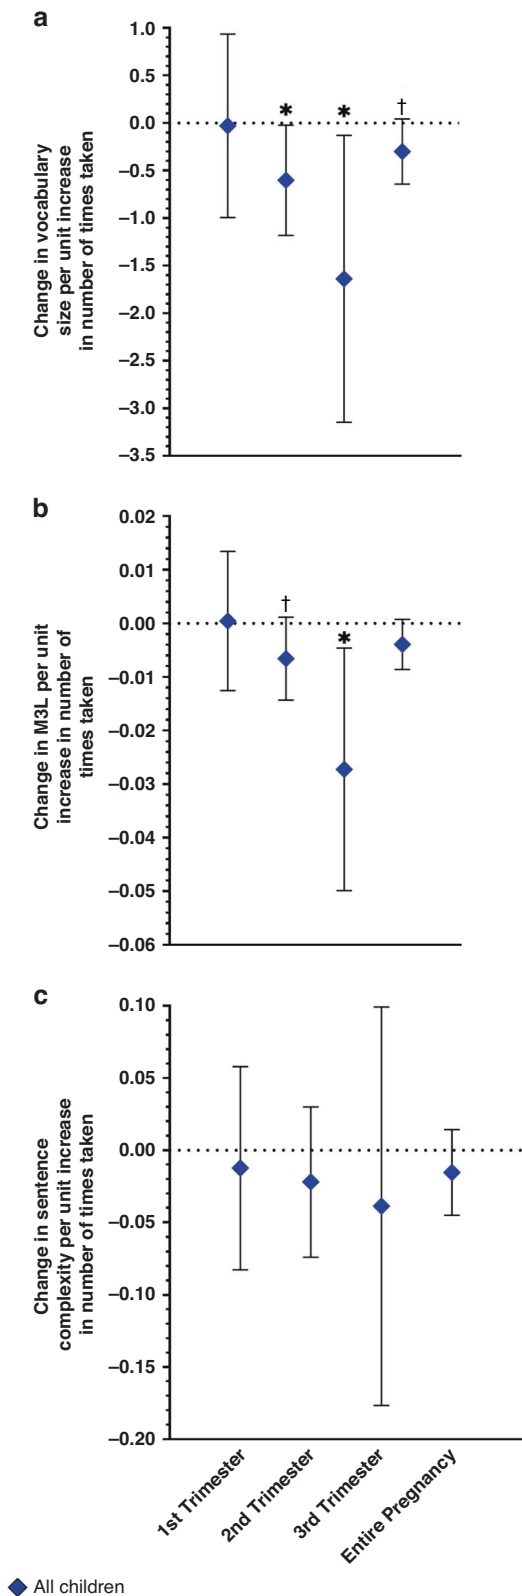 a
Change in vocabulary
size per unit increase
in number of times taken
1.0
0.5
0.0
–0.5
–1.0
–1.5
–2.0
–2.5
–3.0
–3.5
*
*
†
b
Change in M3L per unit
increase in number of
times taken
0.02
0.01
0.00
–0.01
–0.02
–0.03
–0.04
–0.05
–0.06
†
*
c
Change in sentence
complexity per unit increase
in number of times taken
0.10
0.05
0.00
–0.05
–0.10
–0.15
–0.20
1st Trimester
2nd Trimester
3rd Trimester
Entire Pregnancy
All children